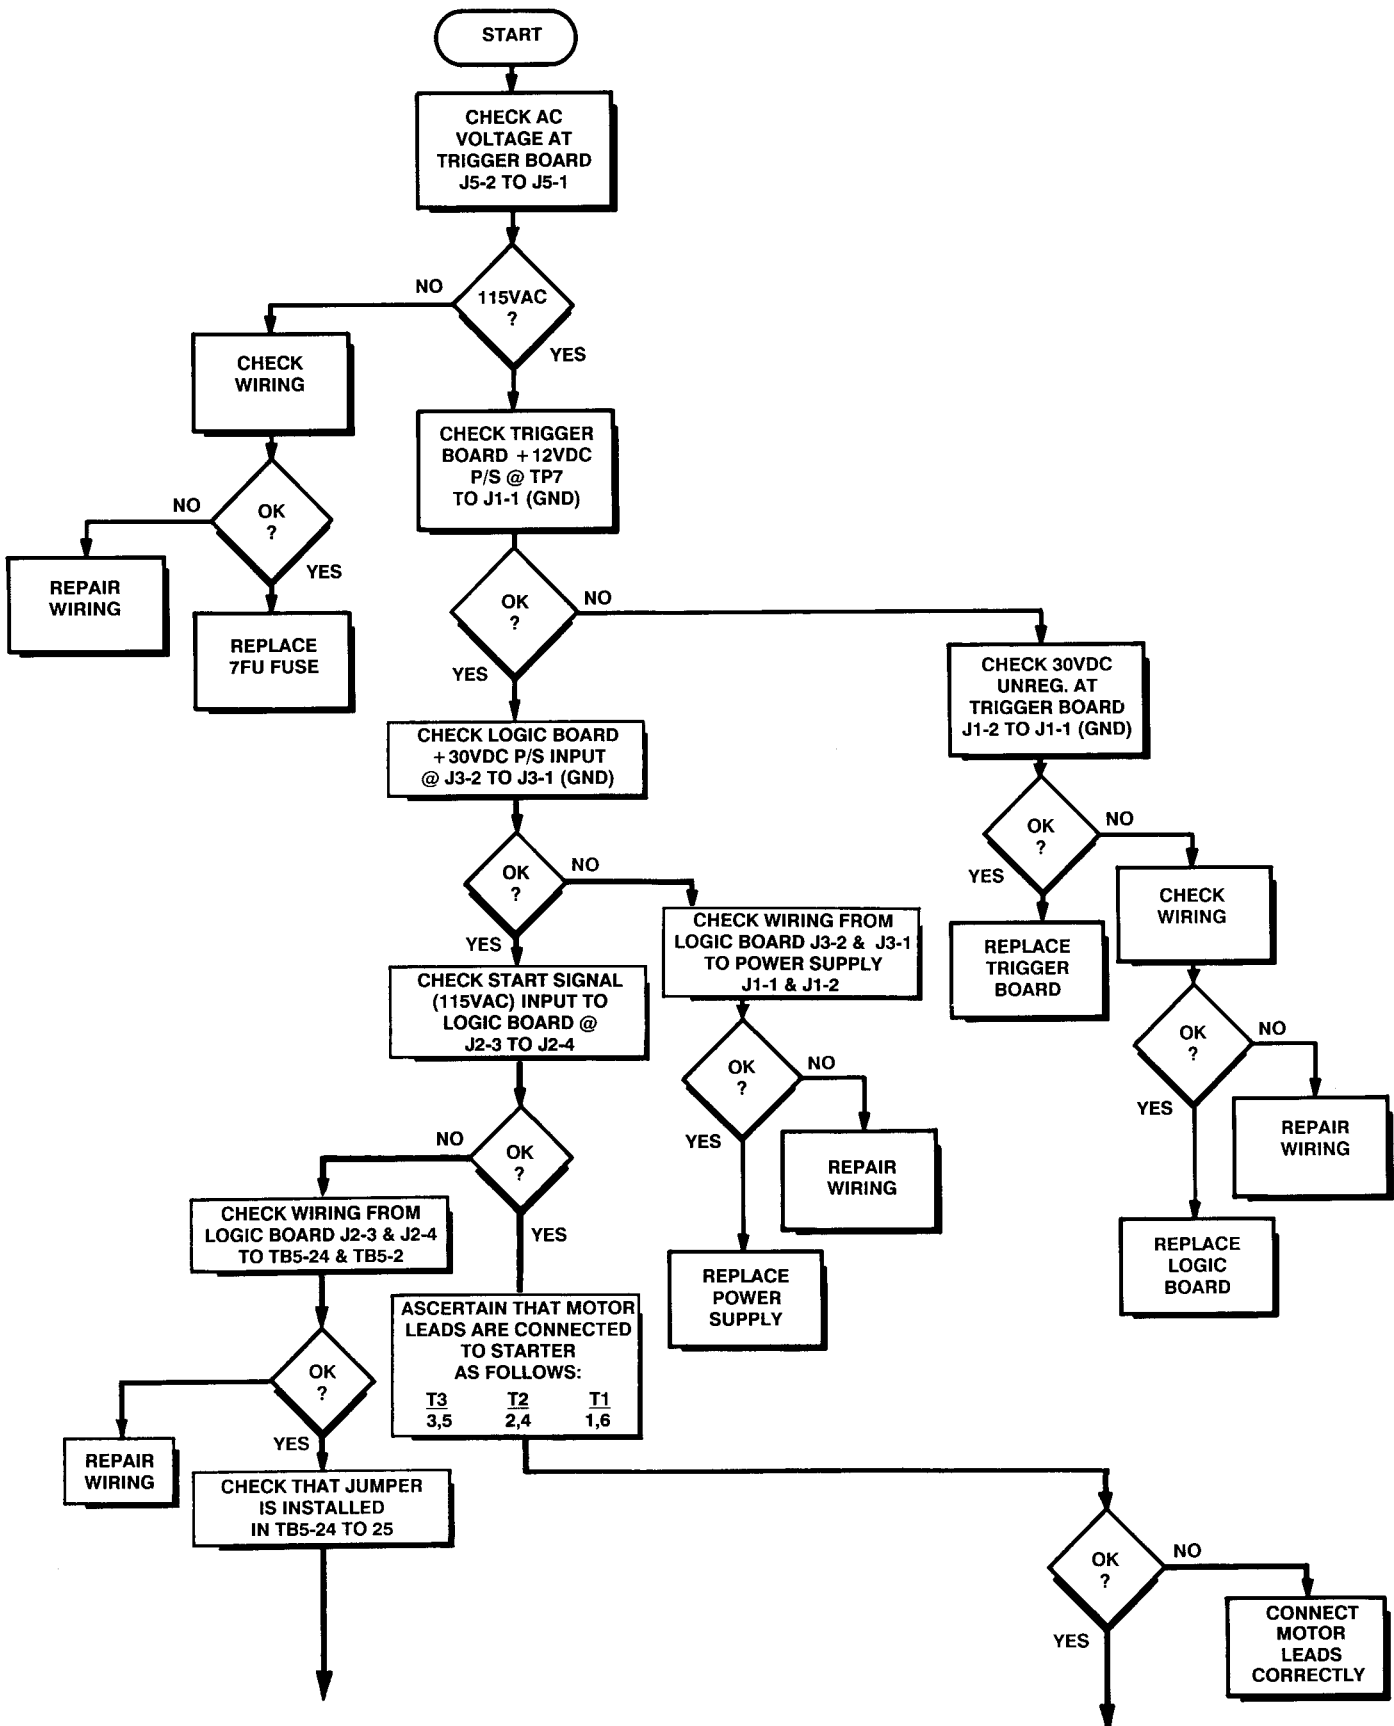 START
CHECK AC
VOLTAGE AT
TRIGGER BOARD
J5-2 TO J5-1
NO
115VAC
?
YES
CHECK
WIRING
CHECK TRIGGER
BOARD +12VDC
P/S @ TP7
TO J1-1 (GND)
NO
OK
?
YES
REPAIR
WIRING
REPLACE
7FU FUSE
OK
?
NO
YES
CHECK 30VDC
UNREG. AT
TRIGGER BOARD
J1-2 TO J1-1 (GND)
CHECK LOGIC BOARD
+30VDC P/S INPUT
@ J3-2 TO J3-1 (GND)
OK
?
NO
YES
CHECK
WIRING
REPLACE
TRIGGER
BOARD
OK
?
NO
YES
CHECK WIRING FROM
LOGIC BOARD J3-2 & J3-1
TO POWER SUPPLY
J1-1 & J1-2
CHECK START SIGNAL
(115VAC) INPUT TO
LOGIC BOARD @
J2-3 TO J2-4
OK
?
NO
YES
REPAIR
WIRING
REPLACE
LOGIC
BOARD
OK
?
NO
YES
REPAIR
WIRING
REPLACE
POWER
SUPPLY
NO
OK
?
YES
CHECK WIRING FROM
LOGIC BOARD J2-3 & J2-4
TO TB5-24 & TB5-2
ASCERTAIN THAT MOTOR
LEADS ARE CONNECTED
TO STARTER
AS FOLLOWS:
T3 T2 T1
3,5 2,4 1,6
OK
?
YES
REPAIR
WIRING
CHECK THAT JUMPER
IS INSTALLED
IN TB5-24 TO 25
OK
?
NO
YES
CONNECT
MOTOR
LEADS
CORRECTLY